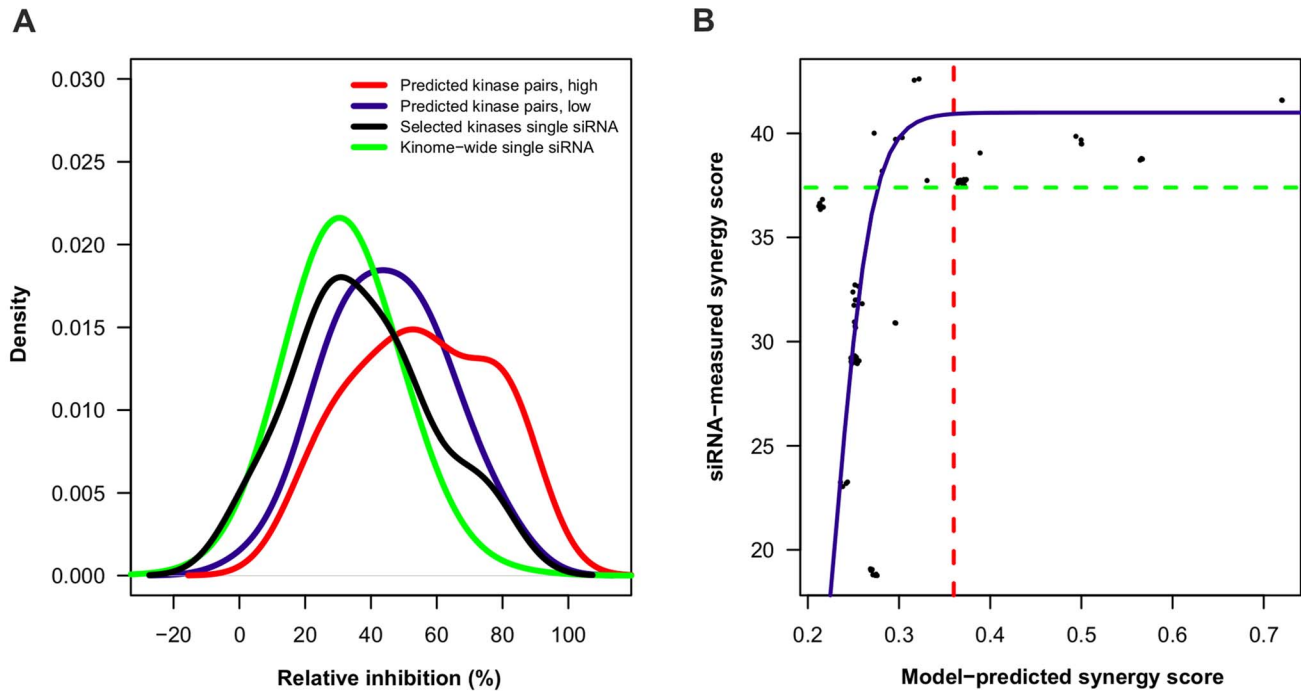 A
B
0.030
0.025
0.020
0.015
0.010
0.005
0.000
Density
−20
0
20
40
60
80
100
Relative inhibition (%)
Predicted kinase pairs, high
Predicted kinase pairs, low
Selected kinases single siRNA
Kinome−wide single siRNA
40
35
30
25
20
siRNA−measured synergy score
0.2
0.3
0.4
0.5
0.6
0.7
Model−predicted synergy score